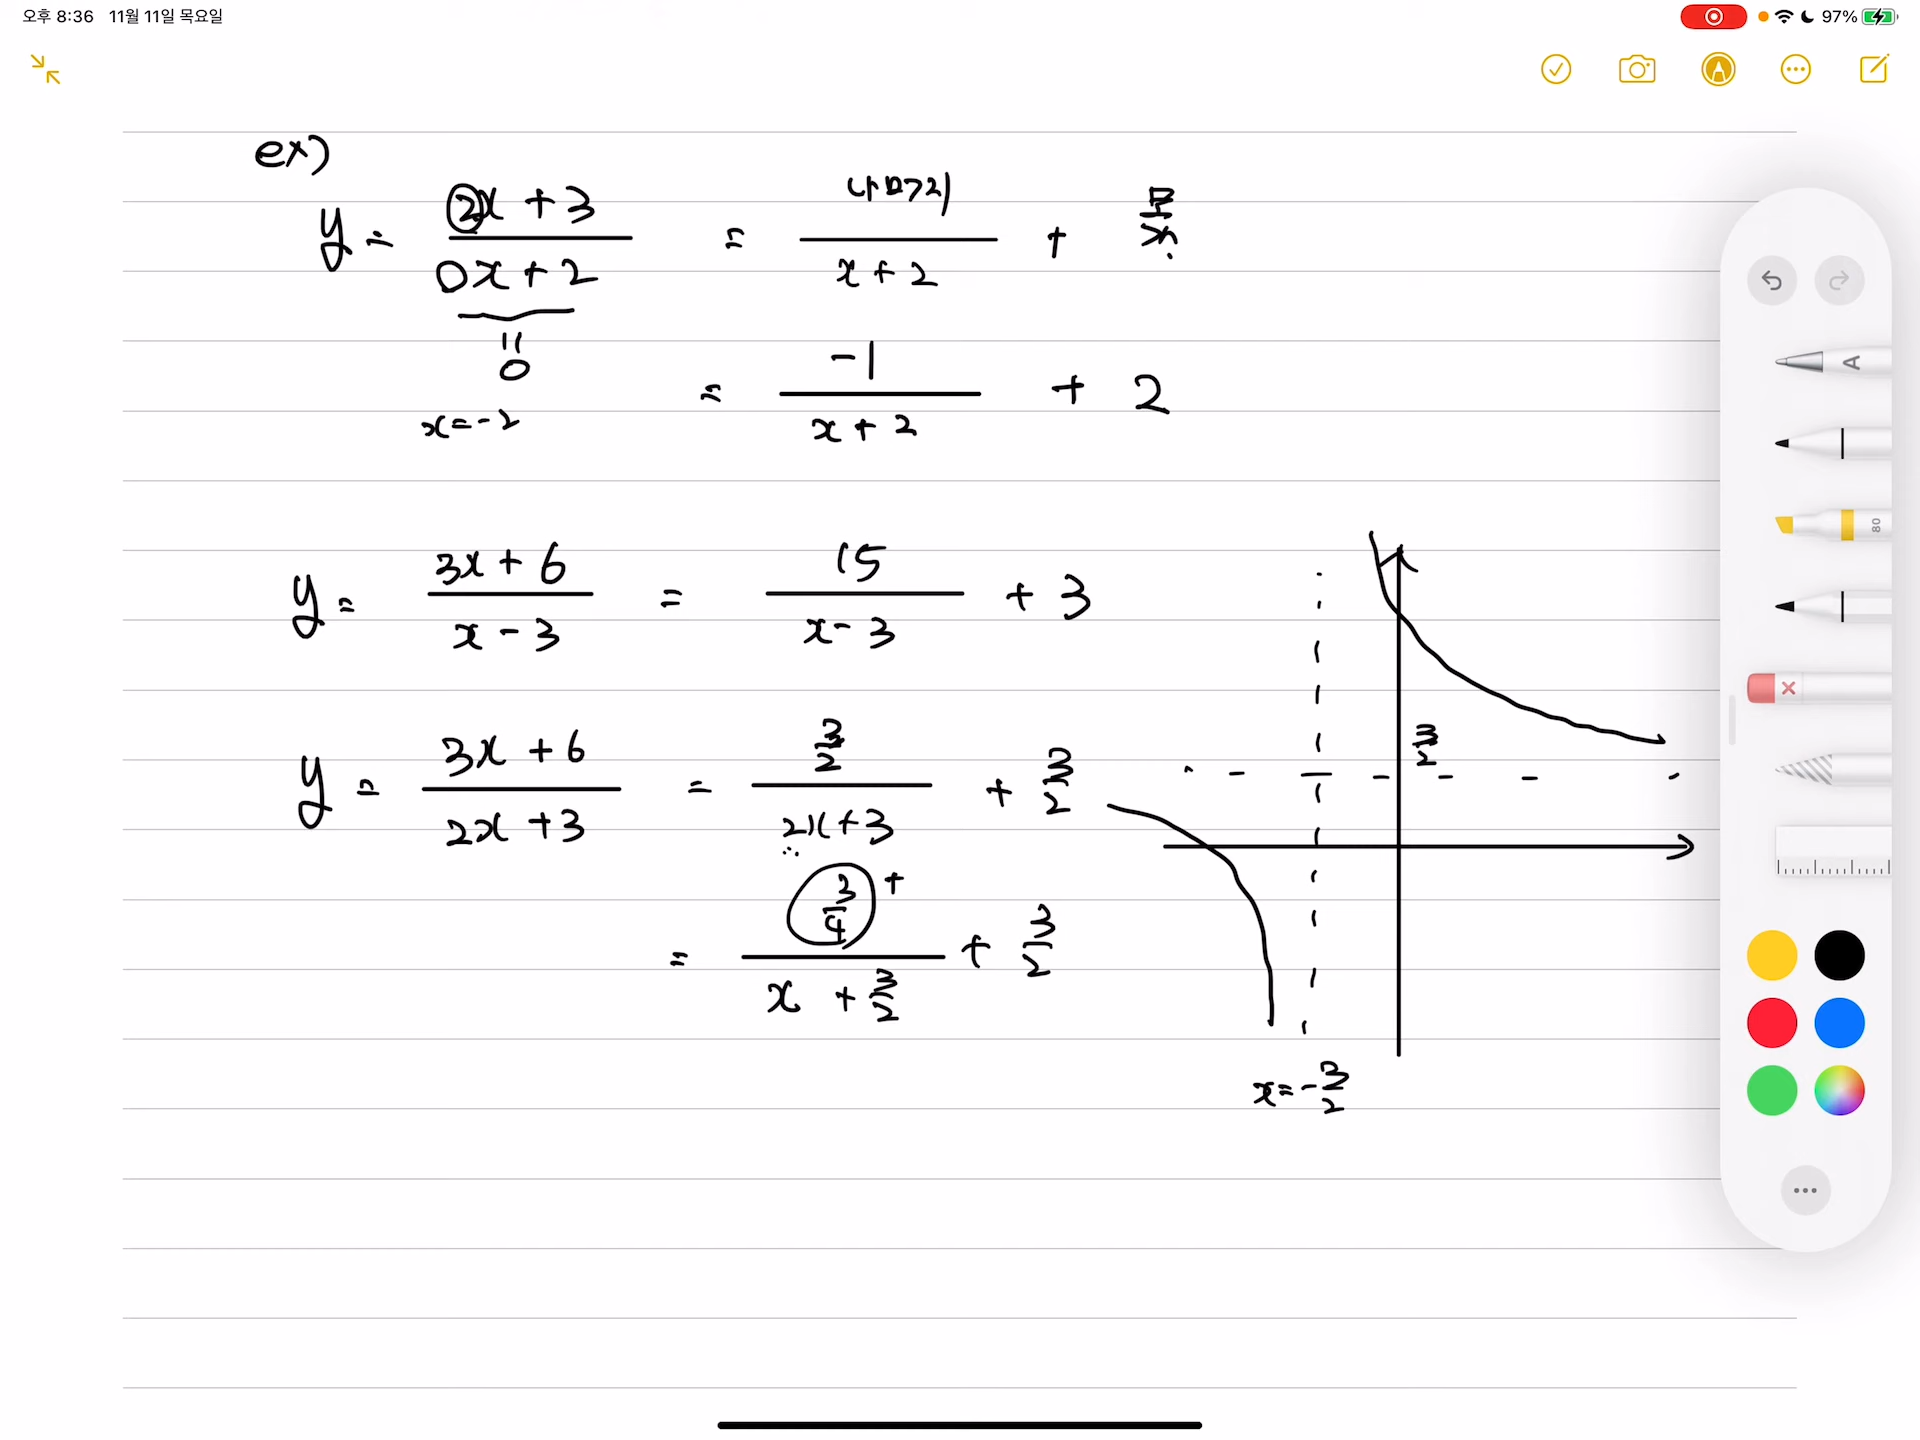 오후 8:36 11월 11일 목요일
97%
ex)
y = (2x + 3)/(0x + 2) = 나머지/(x + 2) + 몫
= 0
x = -2
= -1/(x + 2) + 2
y = (3x + 6)/(x - 3) = 15/(x - 3) + 3
y = (3x + 6)/(2x + 3) = (3/2)/(2x + 3) + 3/2
= (3/4)/(x + 3/2) + 3/2
+
3/2
x = -3/2
A
80